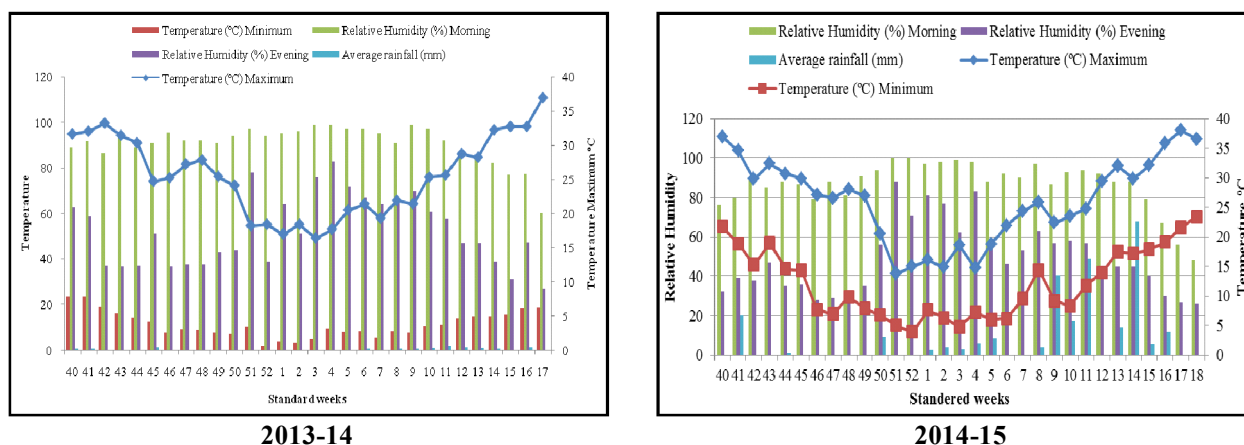 Temperature (°C) Minimum
Relative Humidity (%) Morning
Relative Humidity (%) Evening
Average rainfall (mm)
Temperature (°C) Maximum
Temperature
120
100
80
60
40
20
0
Temperature Maximum °C
40
35
30
25
20
15
10
5
0
40 41 42 43 44 45 46 47 48 49 50 51 52 1 2 3 4 5 6 7 8 9 10 11 12 13 14 15 16 17
Standard weeks
2013-14
Relative Humidity (%) Morning
Relative Humidity (%) Evening
Average rainfall (mm)
Temperature (°C) Maximum
Temperature (°C) Minimum
Relative Humidity
120
100
80
60
40
20
0
Temperature °C
40
35
30
25
20
15
10
5
0
40 41 42 43 44 45 46 47 48 49 50 51 52 1 2 3 4 5 6 7 8 9 10 11 12 13 14 15 16 17 18
Standered weeks
2014-15